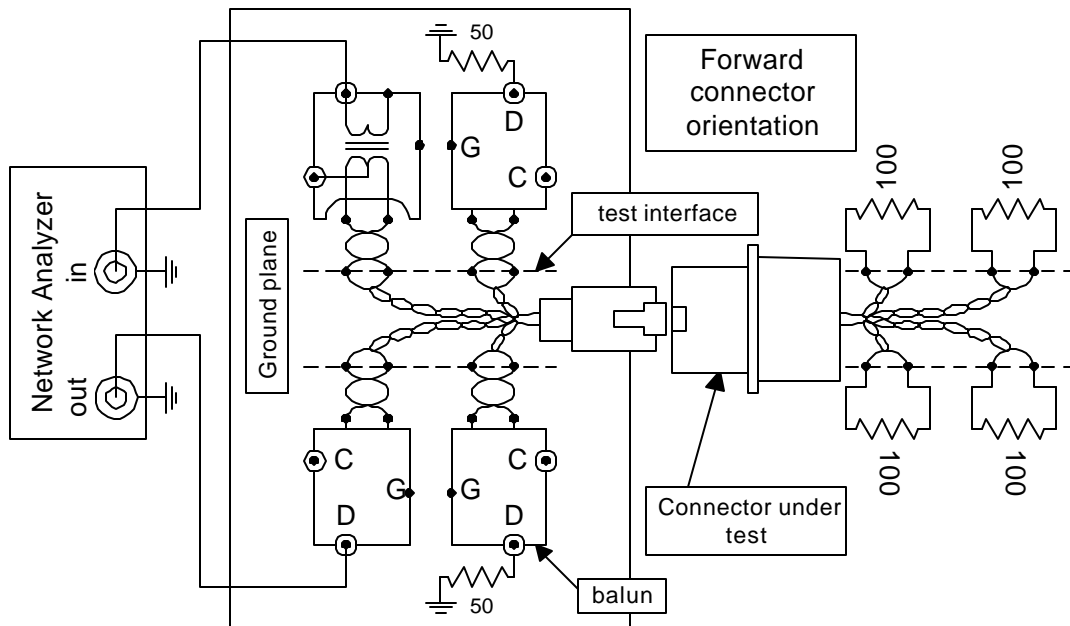 50
Forward
connector
orientation
D
G
C
100
100
test interface
Network Analyzer
in
out
Ground plane
C
G
D
C
G
D
100
100
Connector under
test
balun
50